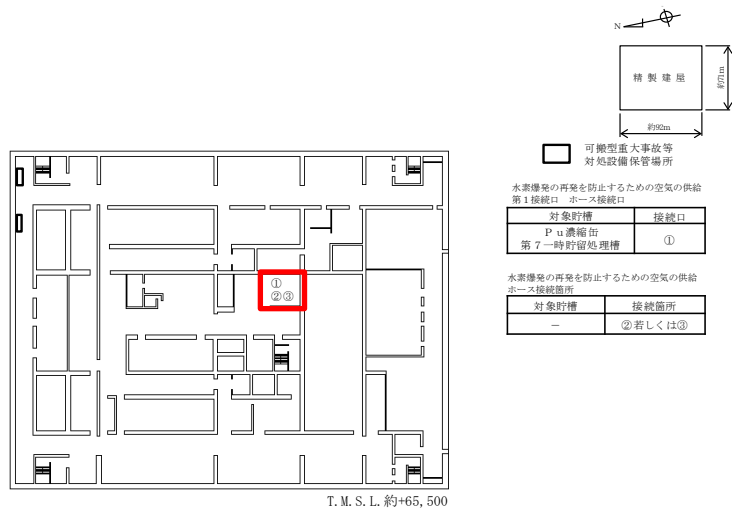 N
精製建屋
約71m
約92m
可搬型重大事故等
対処設備保管場所
水素爆発の再発を防止するための空気の供給
第1接続口　ホース接続口
対象貯槽　接続口
Pu濃縮缶
第7一時貯留処理槽　①
水素爆発の再発を防止するための空気の供給
ホース接続箇所
対象貯槽　接続箇所
－　②若しくは③
①
②③
T.M.S.L.約+65,500